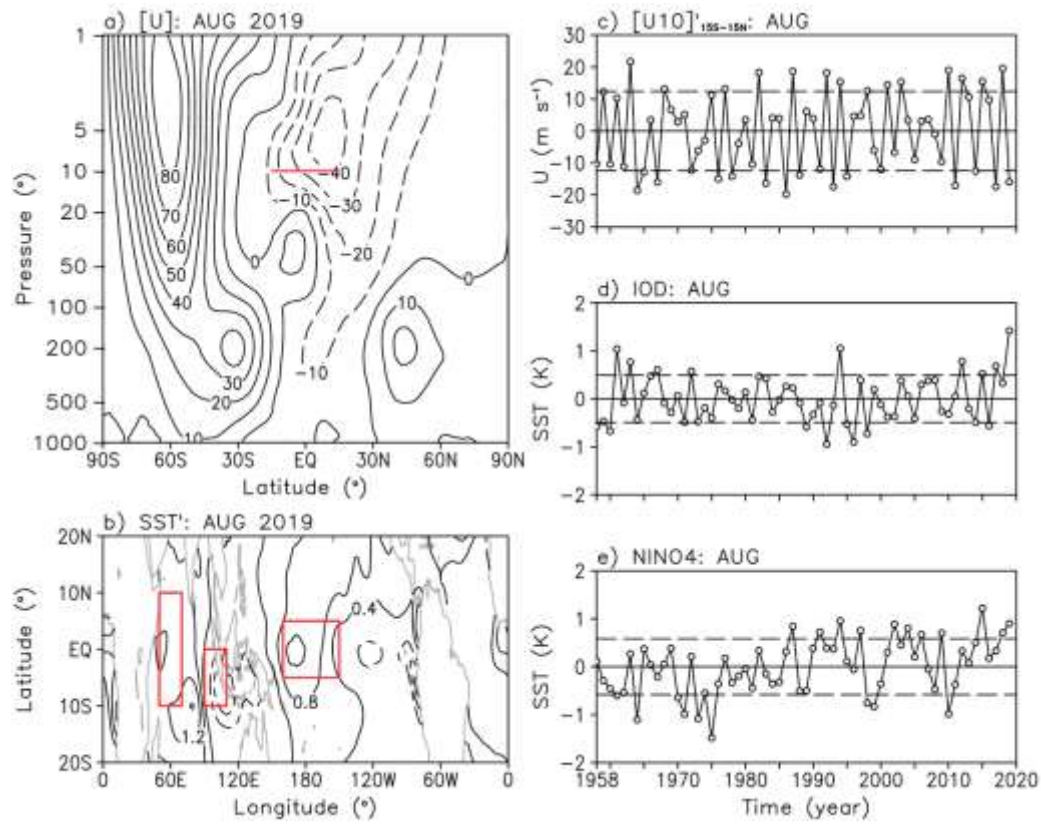 a) [U]: AUG 2019
1
5
10
20
50
100
200
500
1000
Pressure (°)
80
70
60
50
40
30
20
10
0
-10
-40
-30
-20
-10
10
0
90S 60S 30S EQ 30N 60N 90N
Latitude (°)
b) SST': AUG 2019
20N
10N
EQ
10S
20S
Latitude (°)
1.2
0.8
0.4
0 60E 120E 180 120W 60W 0
Longitude (°)
c) [U10]'15S-15N: AUG
30
20
10
0
-10
-20
-30
U (m s⁻¹)
d) IOD: AUG
2
1
0
-1
-2
SST (K)
e) NINO4: AUG
2
1
0
-1
-2
SST (K)
1958 1970 1980 1990 2000 2010 2020
Time (year)